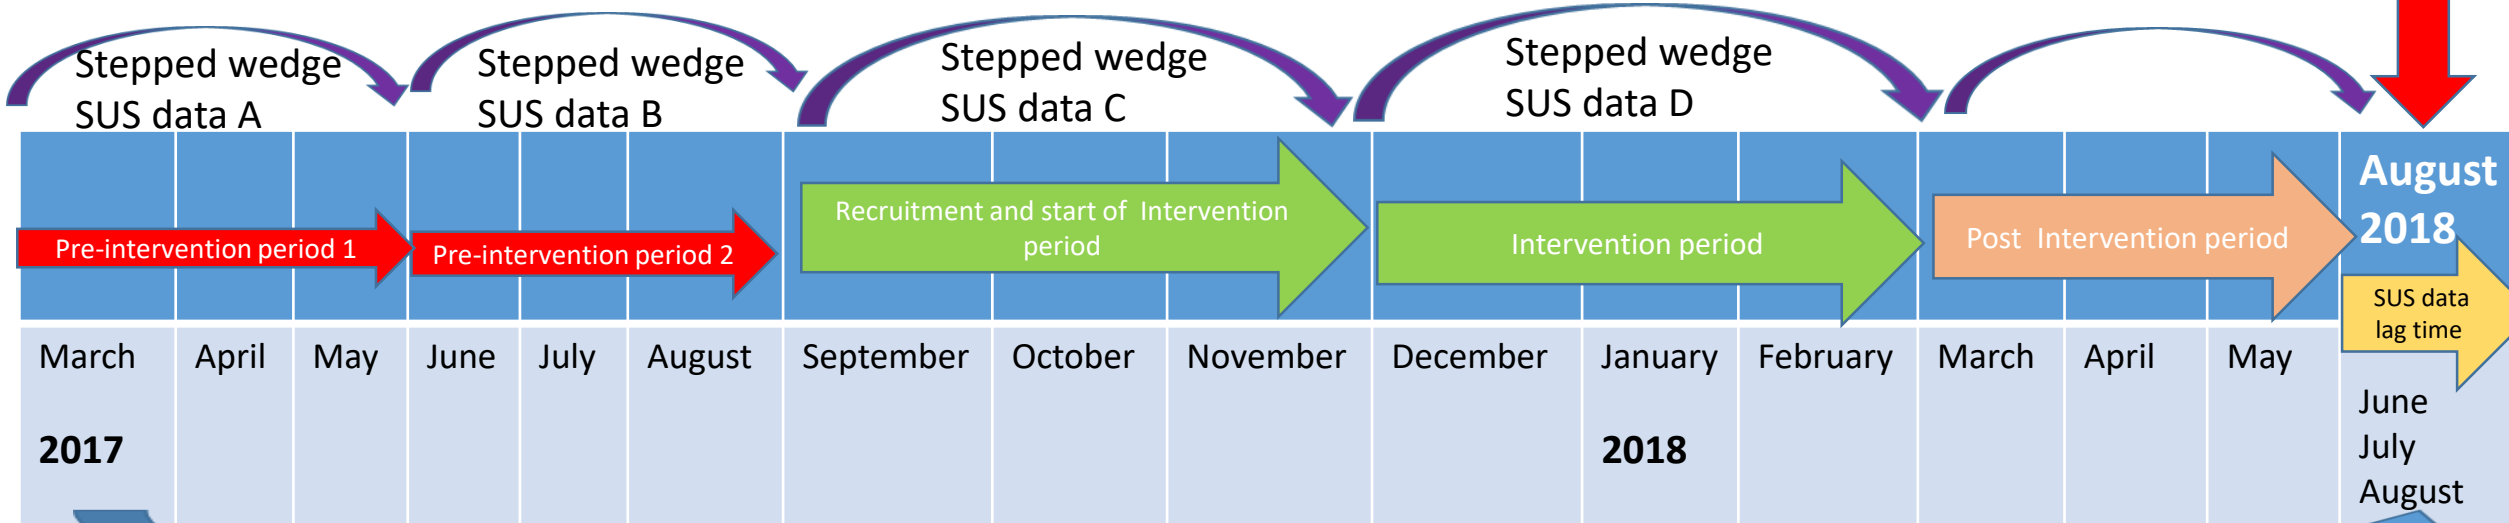 Stepped wedge
SUS data A
Stepped wedge
SUS data B
Stepped wedge
SUS data C
Stepped wedge
SUS data D
Pre-intervention period 1
Pre-intervention period 2
Recruitment and start of Intervention
period
Intervention period
Post Intervention period
August
2018
SUS data
lag time
March
April
May
June
July
August
September
October
November
December
January
February
March
April
May
June
July
August
2017
2018